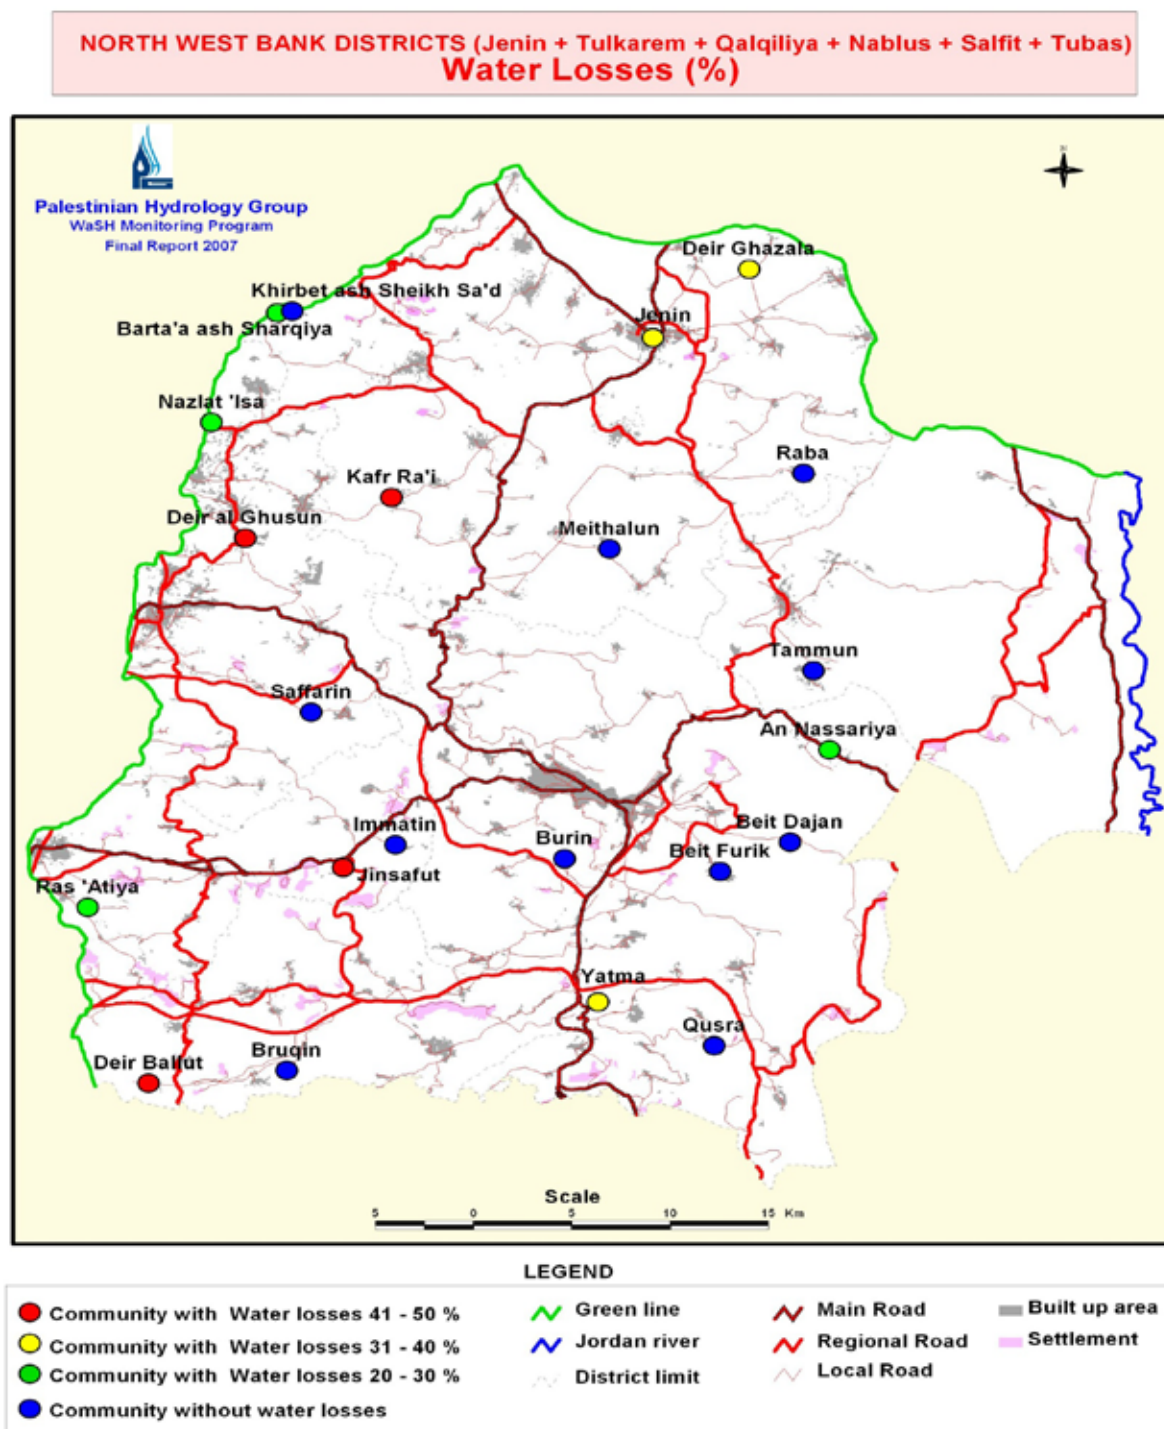 NORTH WEST BANK DISTRICTS (Jenin + Tulkarem + Qalqiliya + Nablus + Salfit + Tubas)
Water Losses (%)
Palestinian Hydrology Group
WaSH Monitoring Program
Final Report 2007
Deir Ghazala
Khirbet ash Sheikh Sa'd
Jenin
Barta'a ash Sharqiya
Nazlat 'Isa
Raba
Kafr Ra'i
Deir al Ghusun
Meithalun
Tammun
Saffarin
An Nassariya
Immatin
Burin
Beit Dajan
Beit Furik
Jinsafut
Ras 'Atiya
Yatma
Qusra
Bruqin
Deir Ballut
Scale
5 0 5 10 15 Km
LEGEND
Community with Water losses 41 - 50 %
Community with Water losses 31 - 40 %
Community with Water losses 20 - 30 %
Community without water losses
Green line
Jordan river
District limit
Main Road
Regional Road
Local Road
Built up area
Settlement